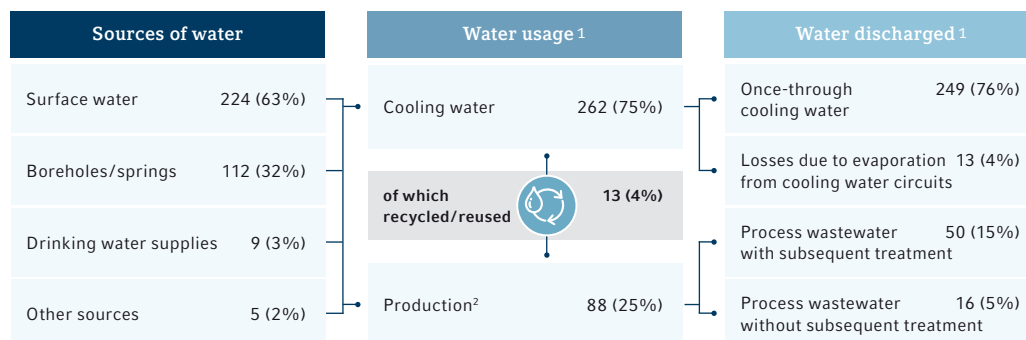 Sources of water
Surface water 224 (63%)
Boreholes/springs 112 (32%)
Drinking water supplies 9 (3%)
Other sources 5 (2%)
Water usage 1
Cooling water 262 (75%)
of which 13 (4%)
recycled/reused
Production² 88 (25%)
Water discharged 1
Once-through 249 (76%)
cooling water
Losses due to evaporation 13 (4%)
from cooling water circuits
Process wastewater 50 (15%)
with subsequent treatment
Process wastewater 16 (5%)
without subsequent treatment